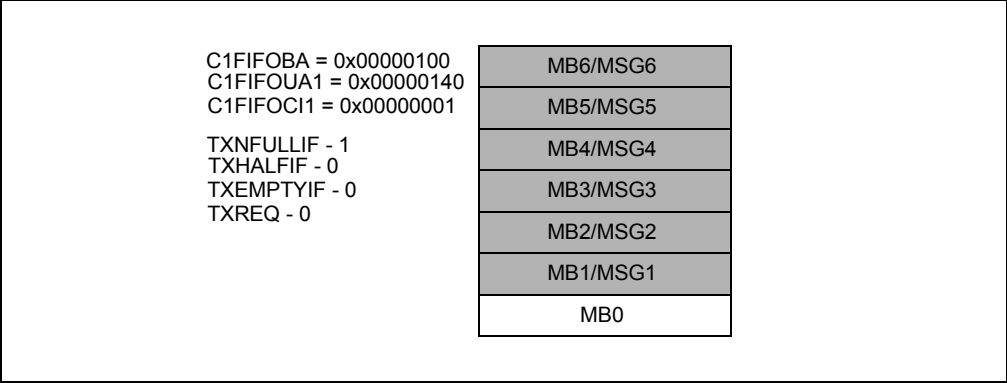 C1FIFOBA = 0x00000100
C1FIFOUA1 = 0x00000140
C1FIFOCI1 = 0x00000001
TXNFULLIF - 1
TXHALFIF - 0
TXEMPTYIF - 0
TXREQ - 0
MB6/MSG6
MB5/MSG5
MB4/MSG4
MB3/MSG3
MB2/MSG2
MB1/MSG1
MB0